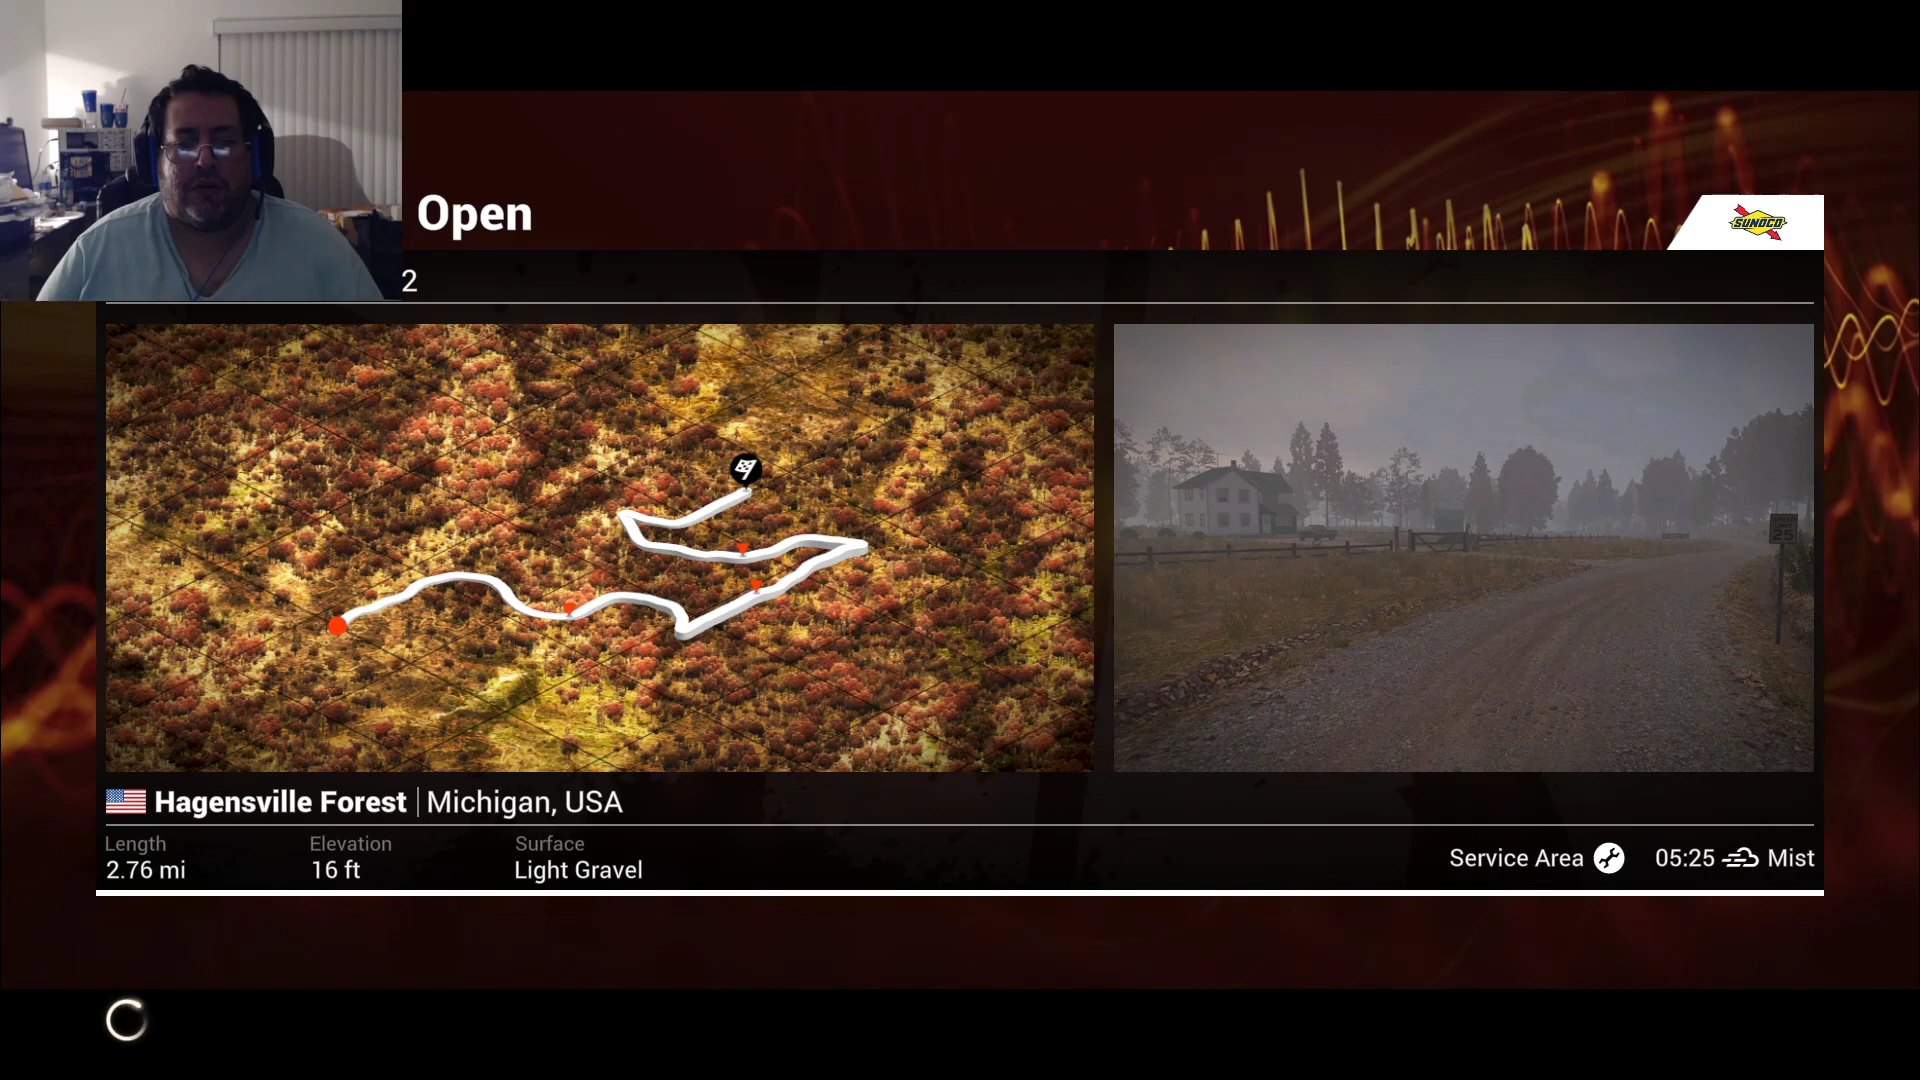 Open
SUNOCO
2
25
Hagensville Forest | Michigan, USA
Length
2.76 mi
Elevation
16 ft
Surface
Light Gravel
Service Area
05:25
Mist